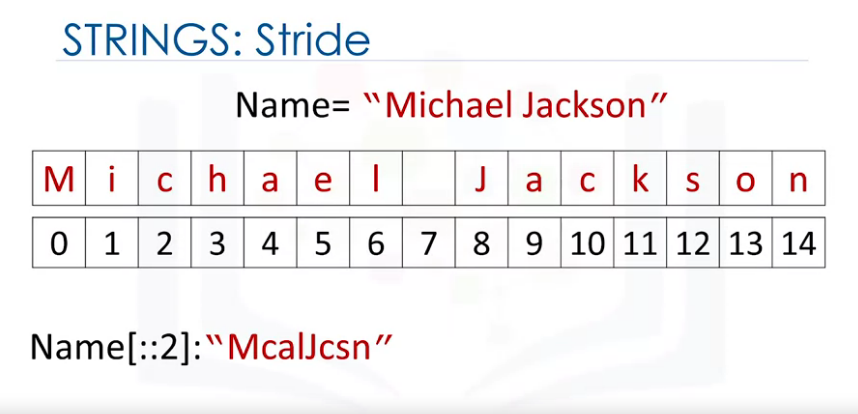 STRINGS: Stride
Name= “Michael Jackson”
M i c h a e l J a c k s o n
0 1 2 3 4 5 6 7 8 9 10 11 12 13 14
Name[::2]:“McalJcsn”